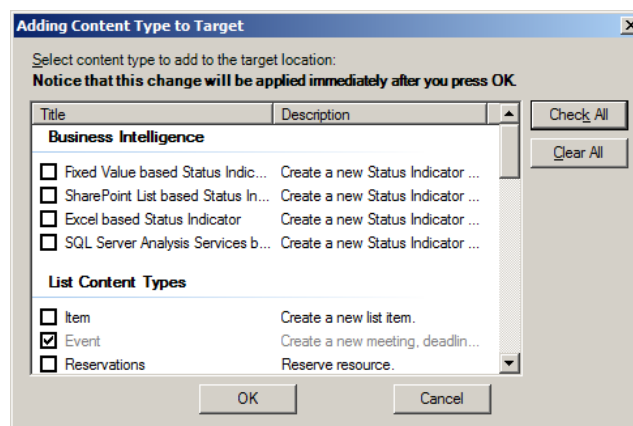 Adding Content Type to Target
Select content type to add to the target location:
Notice that this change will be applied immediately after you press OK.
Title Description
Business Intelligence
Fixed Value based Status Indic... Create a new Status Indicator ...
SharePoint List based Status In... Create a new Status Indicator ...
Excel based Status Indicator Create a new Status Indicator ...
SQL Server Analysis Services b... Create a new Status Indicator ...
List Content Types
Item Create a new list item.
Event Create a new meeting, deadlin...
Reservations Reserve resource.
Check All
Clear All
OK Cancel